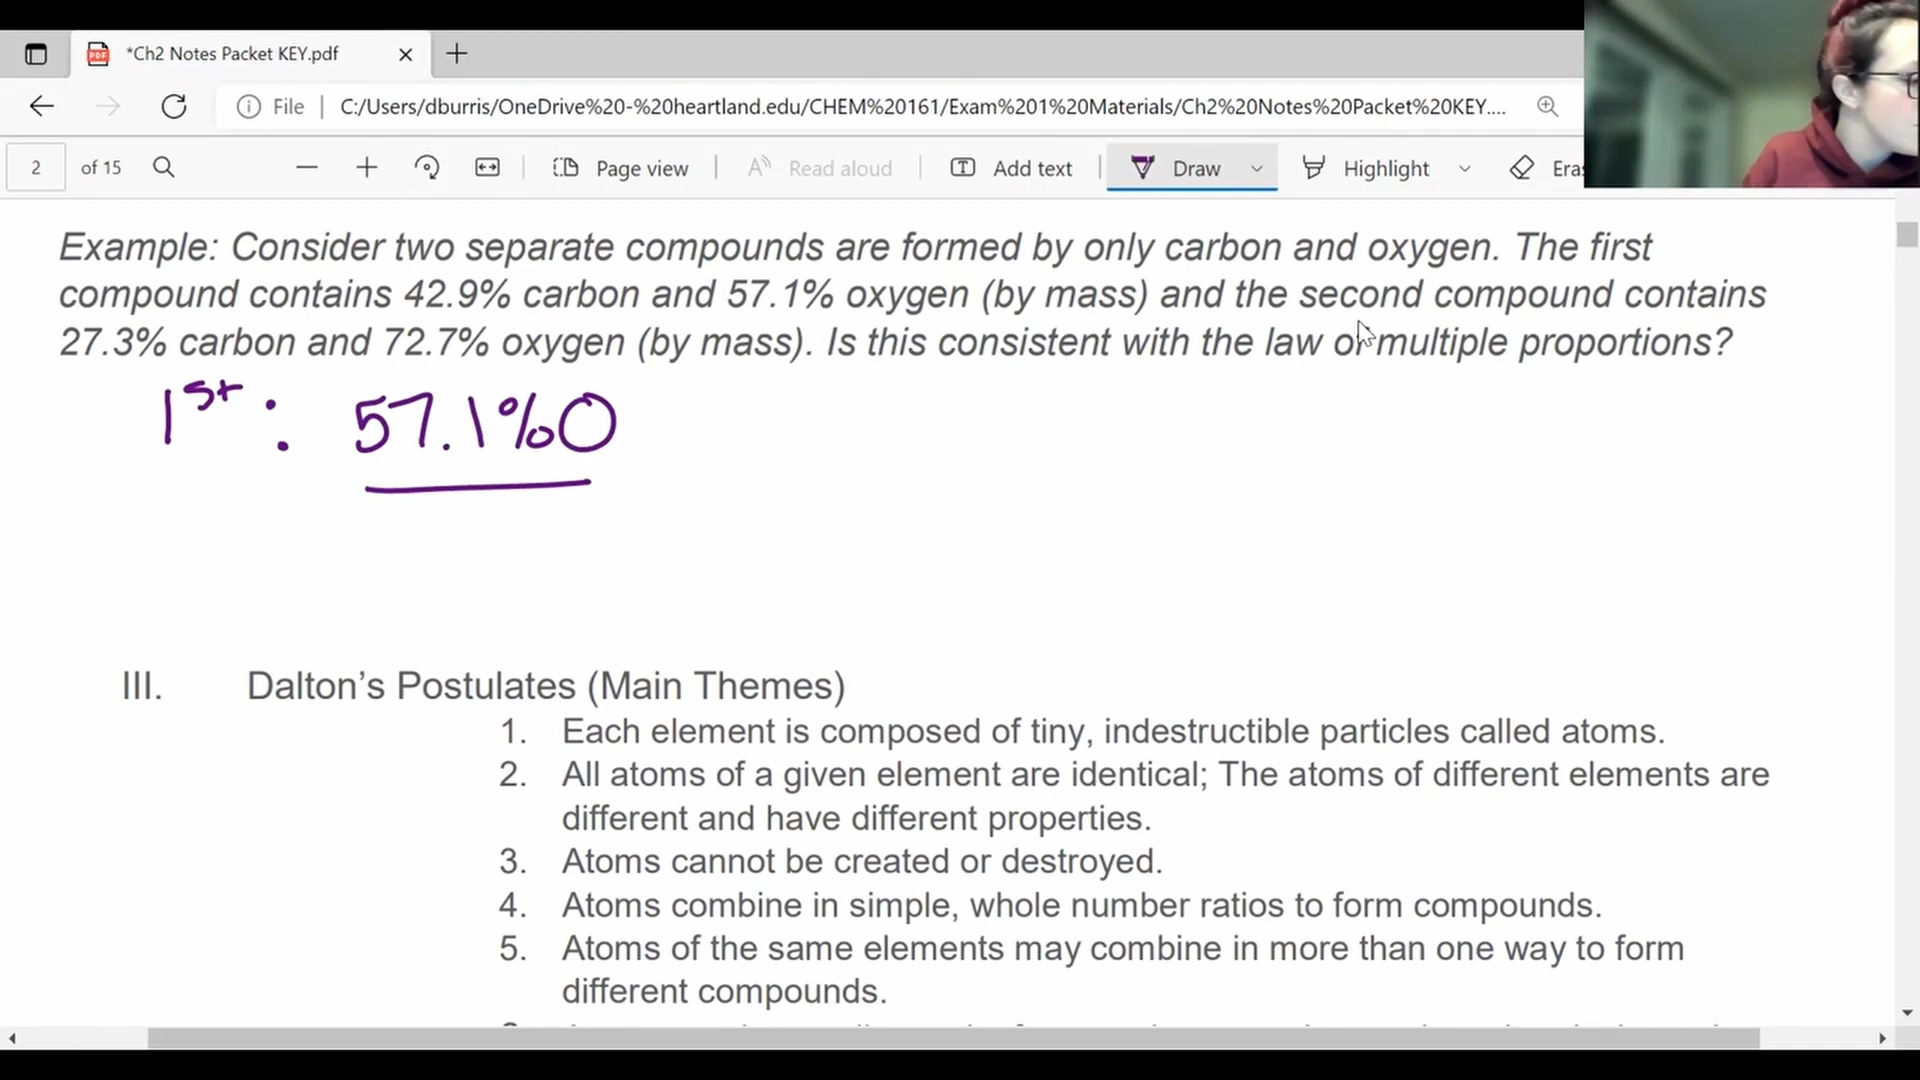 *Ch2 Notes Packet KEY.pdf
File
C:/Users/dburris/OneDrive%20-%20heartland.edu/CHEM%20161/Exam%201%20Materials/Ch2%20Notes%20Packet%20KEY....
2 of 15 Page view Read aloud Add text Draw Highlight
Example: Consider two separate compounds are formed by only carbon and oxygen. The first
compound contains 42.9% carbon and 57.1% oxygen (by mass) and the second compound contains
27.3% carbon and 72.7% oxygen (by mass). Is this consistent with the law of multiple proportions?
1st: 57.1%O
III. Dalton’s Postulates (Main Themes)
1. Each element is composed of tiny, indestructible particles called atoms.
2. All atoms of a given element are identical; The atoms of different elements are
different and have different properties.
3. Atoms cannot be created or destroyed.
4. Atoms combine in simple, whole number ratios to form compounds.
5. Atoms of the same elements may combine in more than one way to form
different compounds.